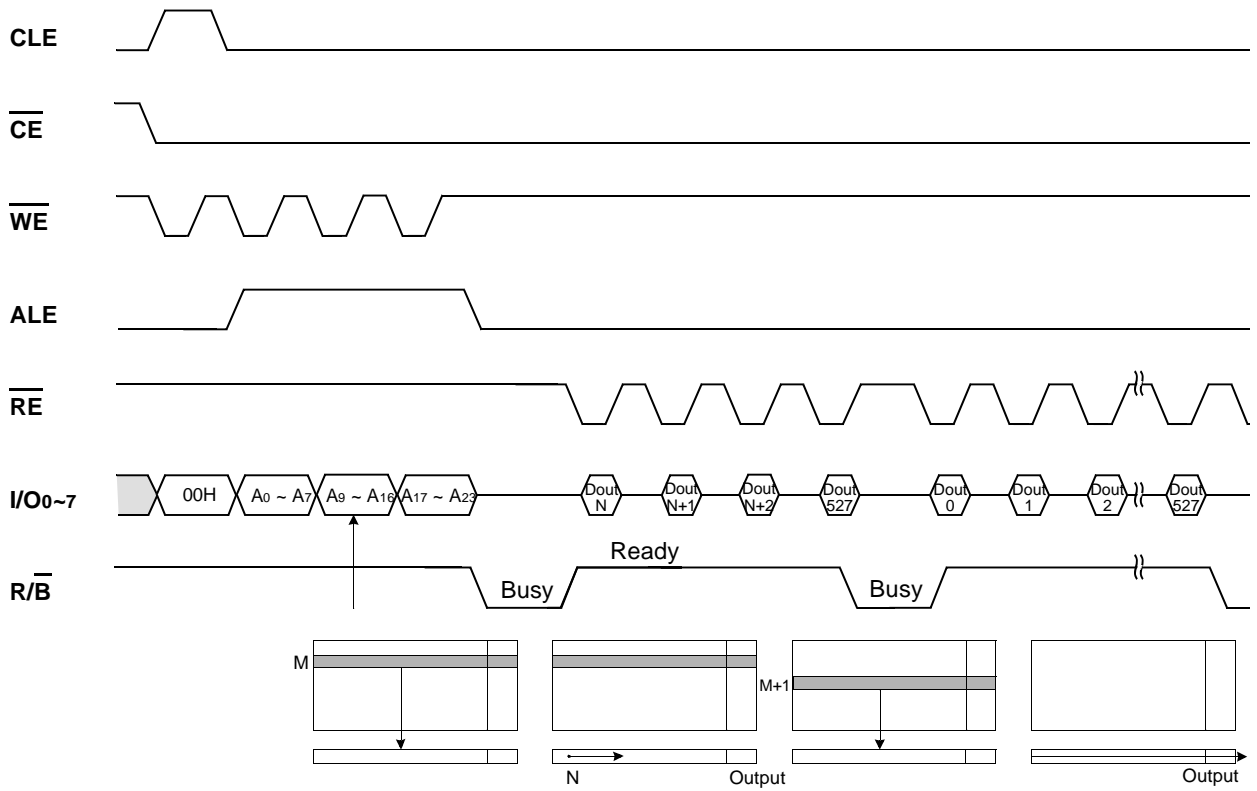 CLE
CE
WE
ALE
RE
I/O0~7 00H A0 ~ A7 A9 ~ A16 A17 ~ A23 Dout N Dout N+1 Dout N+2 Dout 527 Dout 0 Dout 1 Dout 2 Dout 527
R/B Busy Ready Busy
M M+1
N Output Output